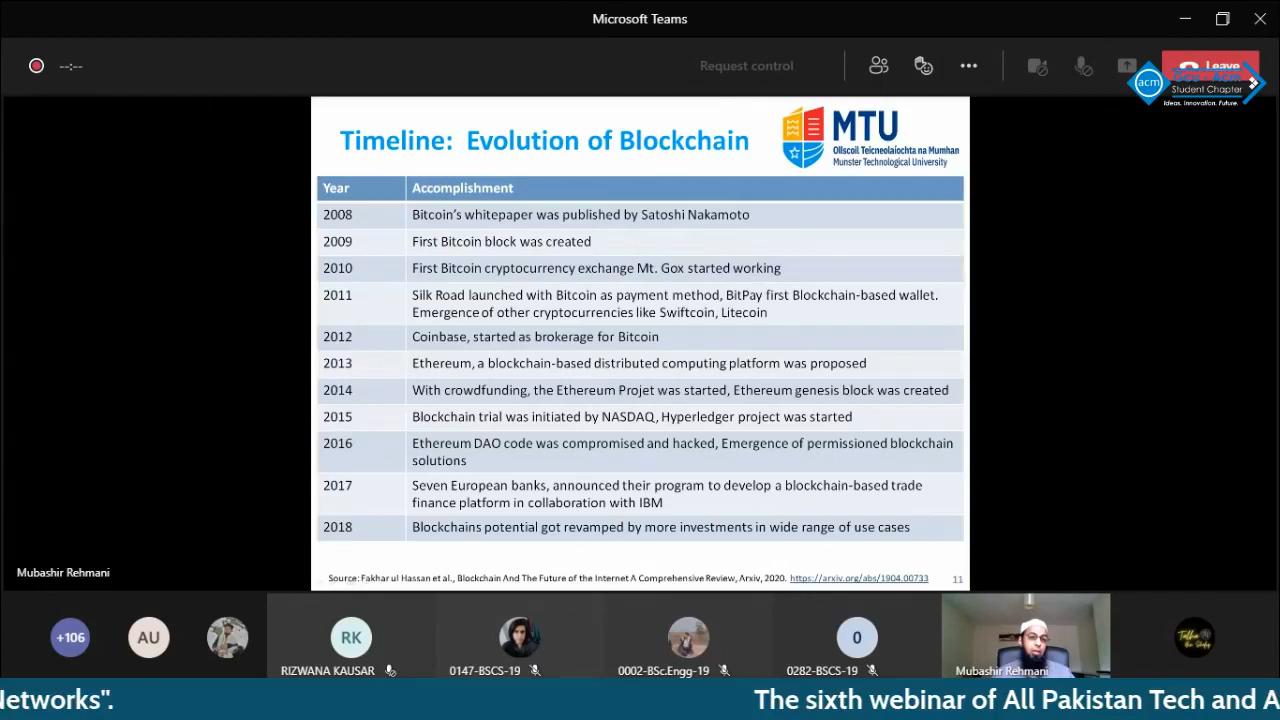 Microsoft Teams
--:--
Request control
Leave
acm
Gov - Acm
Student Chapter
Ideas. Innovation. Future.
Timeline: Evolution of Blockchain
MTU
Ollscoil Teicneolaíochta na Mumhan
Munster Technological University
Year Accomplishment
2008 Bitcoin's whitepaper was published by Satoshi Nakamoto
2009 First Bitcoin block was created
2010 First Bitcoin cryptocurrency exchange Mt. Gox started working
2011 Silk Road launched with Bitcoin as payment method, BitPay first Blockchain-based wallet.
Emergence of other cryptocurrencies like Swiftcoin, Litecoin
2012 Coinbase, started as brokerage for Bitcoin
2013 Ethereum, a blockchain-based distributed computing platform was proposed
2014 With crowdfunding, the Ethereum Projet was started, Ethereum genesis block was created
2015 Blockchain trial was initiated by NASDAQ, Hyperledger project was started
2016 Ethereum DAO code was compromised and hacked, Emergence of permissioned blockchain
solutions
2017 Seven European banks, announced their program to develop a blockchain-based trade
finance platform in collaboration with IBM
2018 Blockchains potential got revamped by more investments in wide range of use cases
Source: Fakhar ul Hassan et al., Blockchain And The Future of the Internet A Comprehensive Review, Arxiv, 2020. https://arxiv.org/abs/1904.00733 11
Mubashir Rehmani
+106 AU RK 0
RIZWANA KAUSAR 0147-BSCS-19 0002-BSc.Engg-19 0282-BSCS-19 Mubashir Rehmani
Networks". The sixth webinar of All Pakistan Tech and A